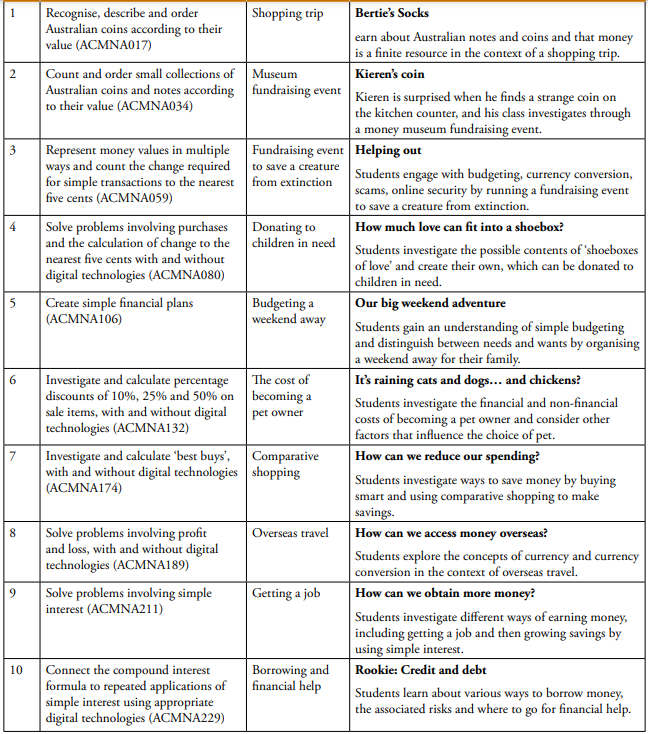 1
Recognise, describe and order
Australian coins according to their
value (ACMNA017)
Shopping trip
Bertie’s Socks
earn about Australian notes and coins and that money
is a finite resource in the context of a shopping trip.
2
Count and order small collections of
Australian coins and notes according
to their value (ACMNA034)
Museum
fundraising event
Kieren’s coin
Kieren is surprised when he finds a strange coin on
the kitchen counter, and his class investigates through
a money museum fundraising event.
3
Represent money values in multiple
ways and count the change required
for simple transactions to the nearest
five cents (ACMNA059)
Fundraising event
to save a creature
from extinction
Helping out
Students engage with budgeting, currency conversion,
scams, online security by running a fundraising event
to save a creature from extinction.
4
Solve problems involving purchases
and the calculation of change to the
nearest five cents with and without
digital technologies (ACMNA080)
Donating to
children in need
How much love can fit into a shoebox?
Students investigate the possible contents of ‘shoeboxes
of love’ and create their own, which can be donated to
children in need.
5
Create simple financial plans
(ACMNA106)
Budgeting a
weekend away
Our big weekend adventure
Students gain an understanding of simple budgeting
and distinguish between needs and wants by organising
a weekend away for their family.
6
Investigate and calculate percentage
discounts of 10%, 25% and 50% on
sale items, with and without digital
technologies (ACMNA132)
The cost of
becoming a
pet owner
It’s raining cats and dogs… and chickens?
Students investigate the financial and non-financial
costs of becoming a pet owner and consider other
factors that influence the choice of pet.
7
Investigate and calculate ‘best buys’,
with and without digital technologies
(ACMNA174)
Comparative
shopping
How can we reduce our spending?
Students investigate ways to save money by buying
smart and using comparative shopping to make
savings.
8
Solve problems involving profit
and loss, with and without digital
technologies (ACMNA189)
Overseas travel
How can we access money overseas?
Students explore the concepts of currency and currency
conversion in the context of overseas travel.
9
Solve problems involving simple
interest (ACMNA211)
Getting a job
How can we obtain more money?
Students investigate different ways of earning money,
including getting a job and then growing savings by
using simple interest.
10
Connect the compound interest
formula to repeated applications of
simple interest using appropriate
digital technologies (ACMNA229)
Borrowing and
financial help
Rookie: Credit and debt
Students learn about various ways to borrow money,
the associated risks and where to go for financial help.